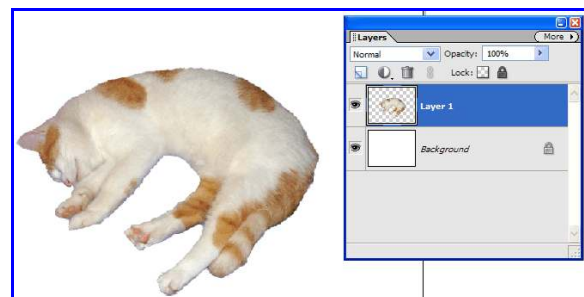 Layers
More
Normal
Opacity: 100%
Lock:
Layer 1
Background